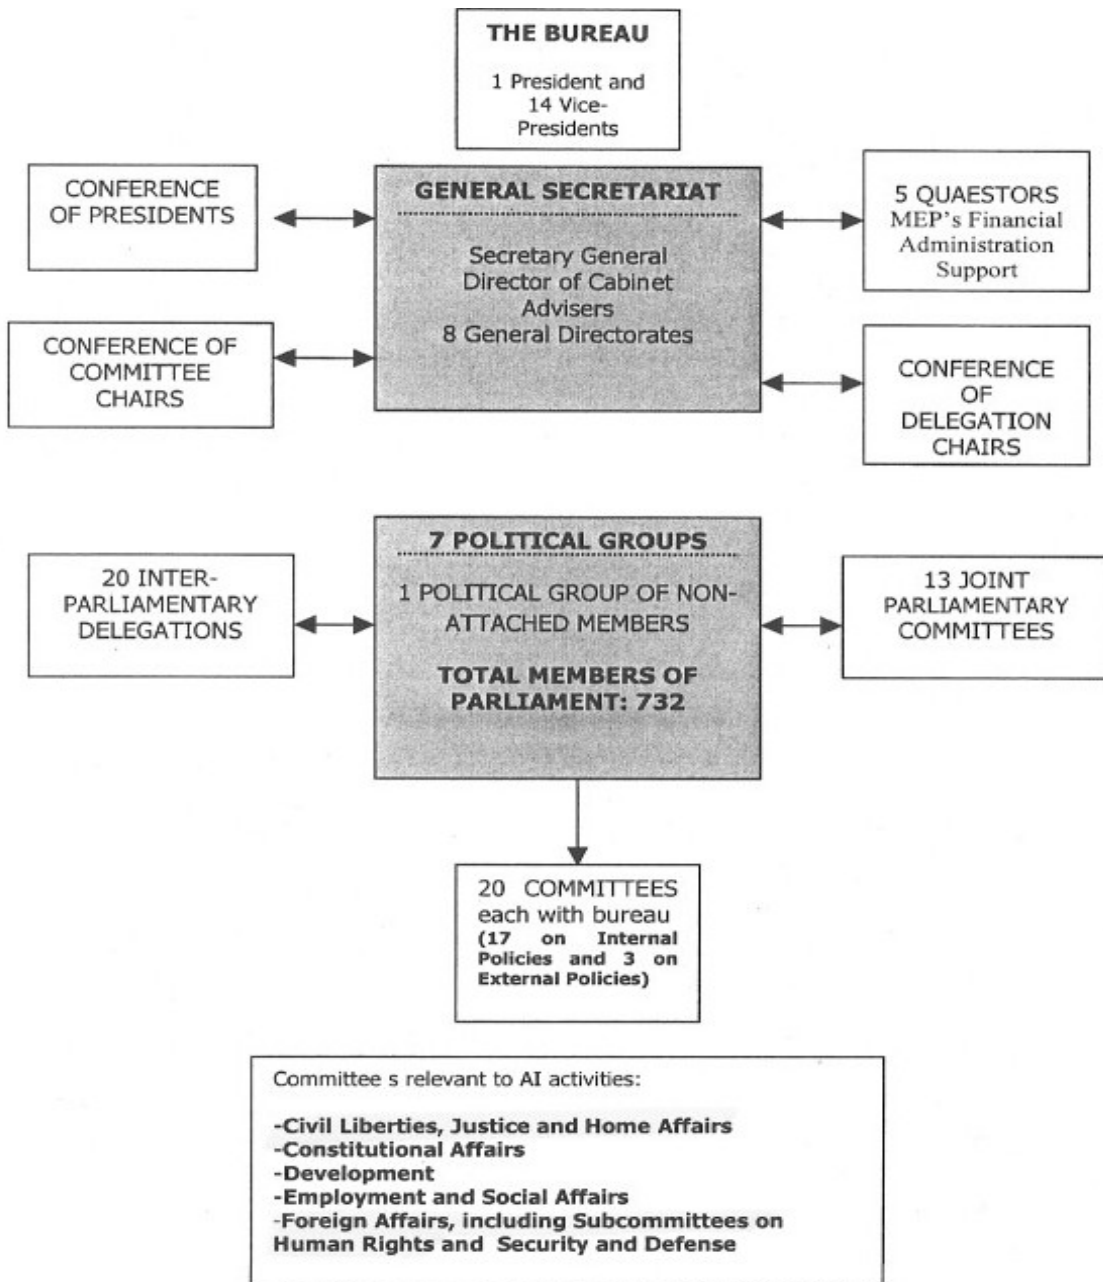 THE BUREAU
1 President and
14 Vice-
Presidents
CONFERENCE
OF PRESIDENTS
GENERAL SECRETARIAT
Secretary General
Director of Cabinet
Advisers
8 General Directorates
5 QUAESTORS
MEP's Financial
Administration
Support
CONFERENCE OF
COMMITTEE
CHAIRS
CONFERENCE
OF
DELEGATION
CHAIRS
20 INTER-
PARLIAMENTARY
DELEGATIONS
7 POLITICAL GROUPS
1 POLITICAL GROUP OF NON-
ATTACHED MEMBERS
TOTAL MEMBERS OF
PARLIAMENT: 732
13 JOINT
PARLIAMENTARY
COMMITTEES
20 COMMITTEES
each with bureau
(17 on Internal
Policies and 3 on
External Policies)
Committee s relevant to AI activities:
-Civil Liberties, Justice and Home Affairs
-Constitutional Affairs
-Development
-Employment and Social Affairs
-Foreign Affairs, including Subcommittees on
Human Rights and Security and Defense